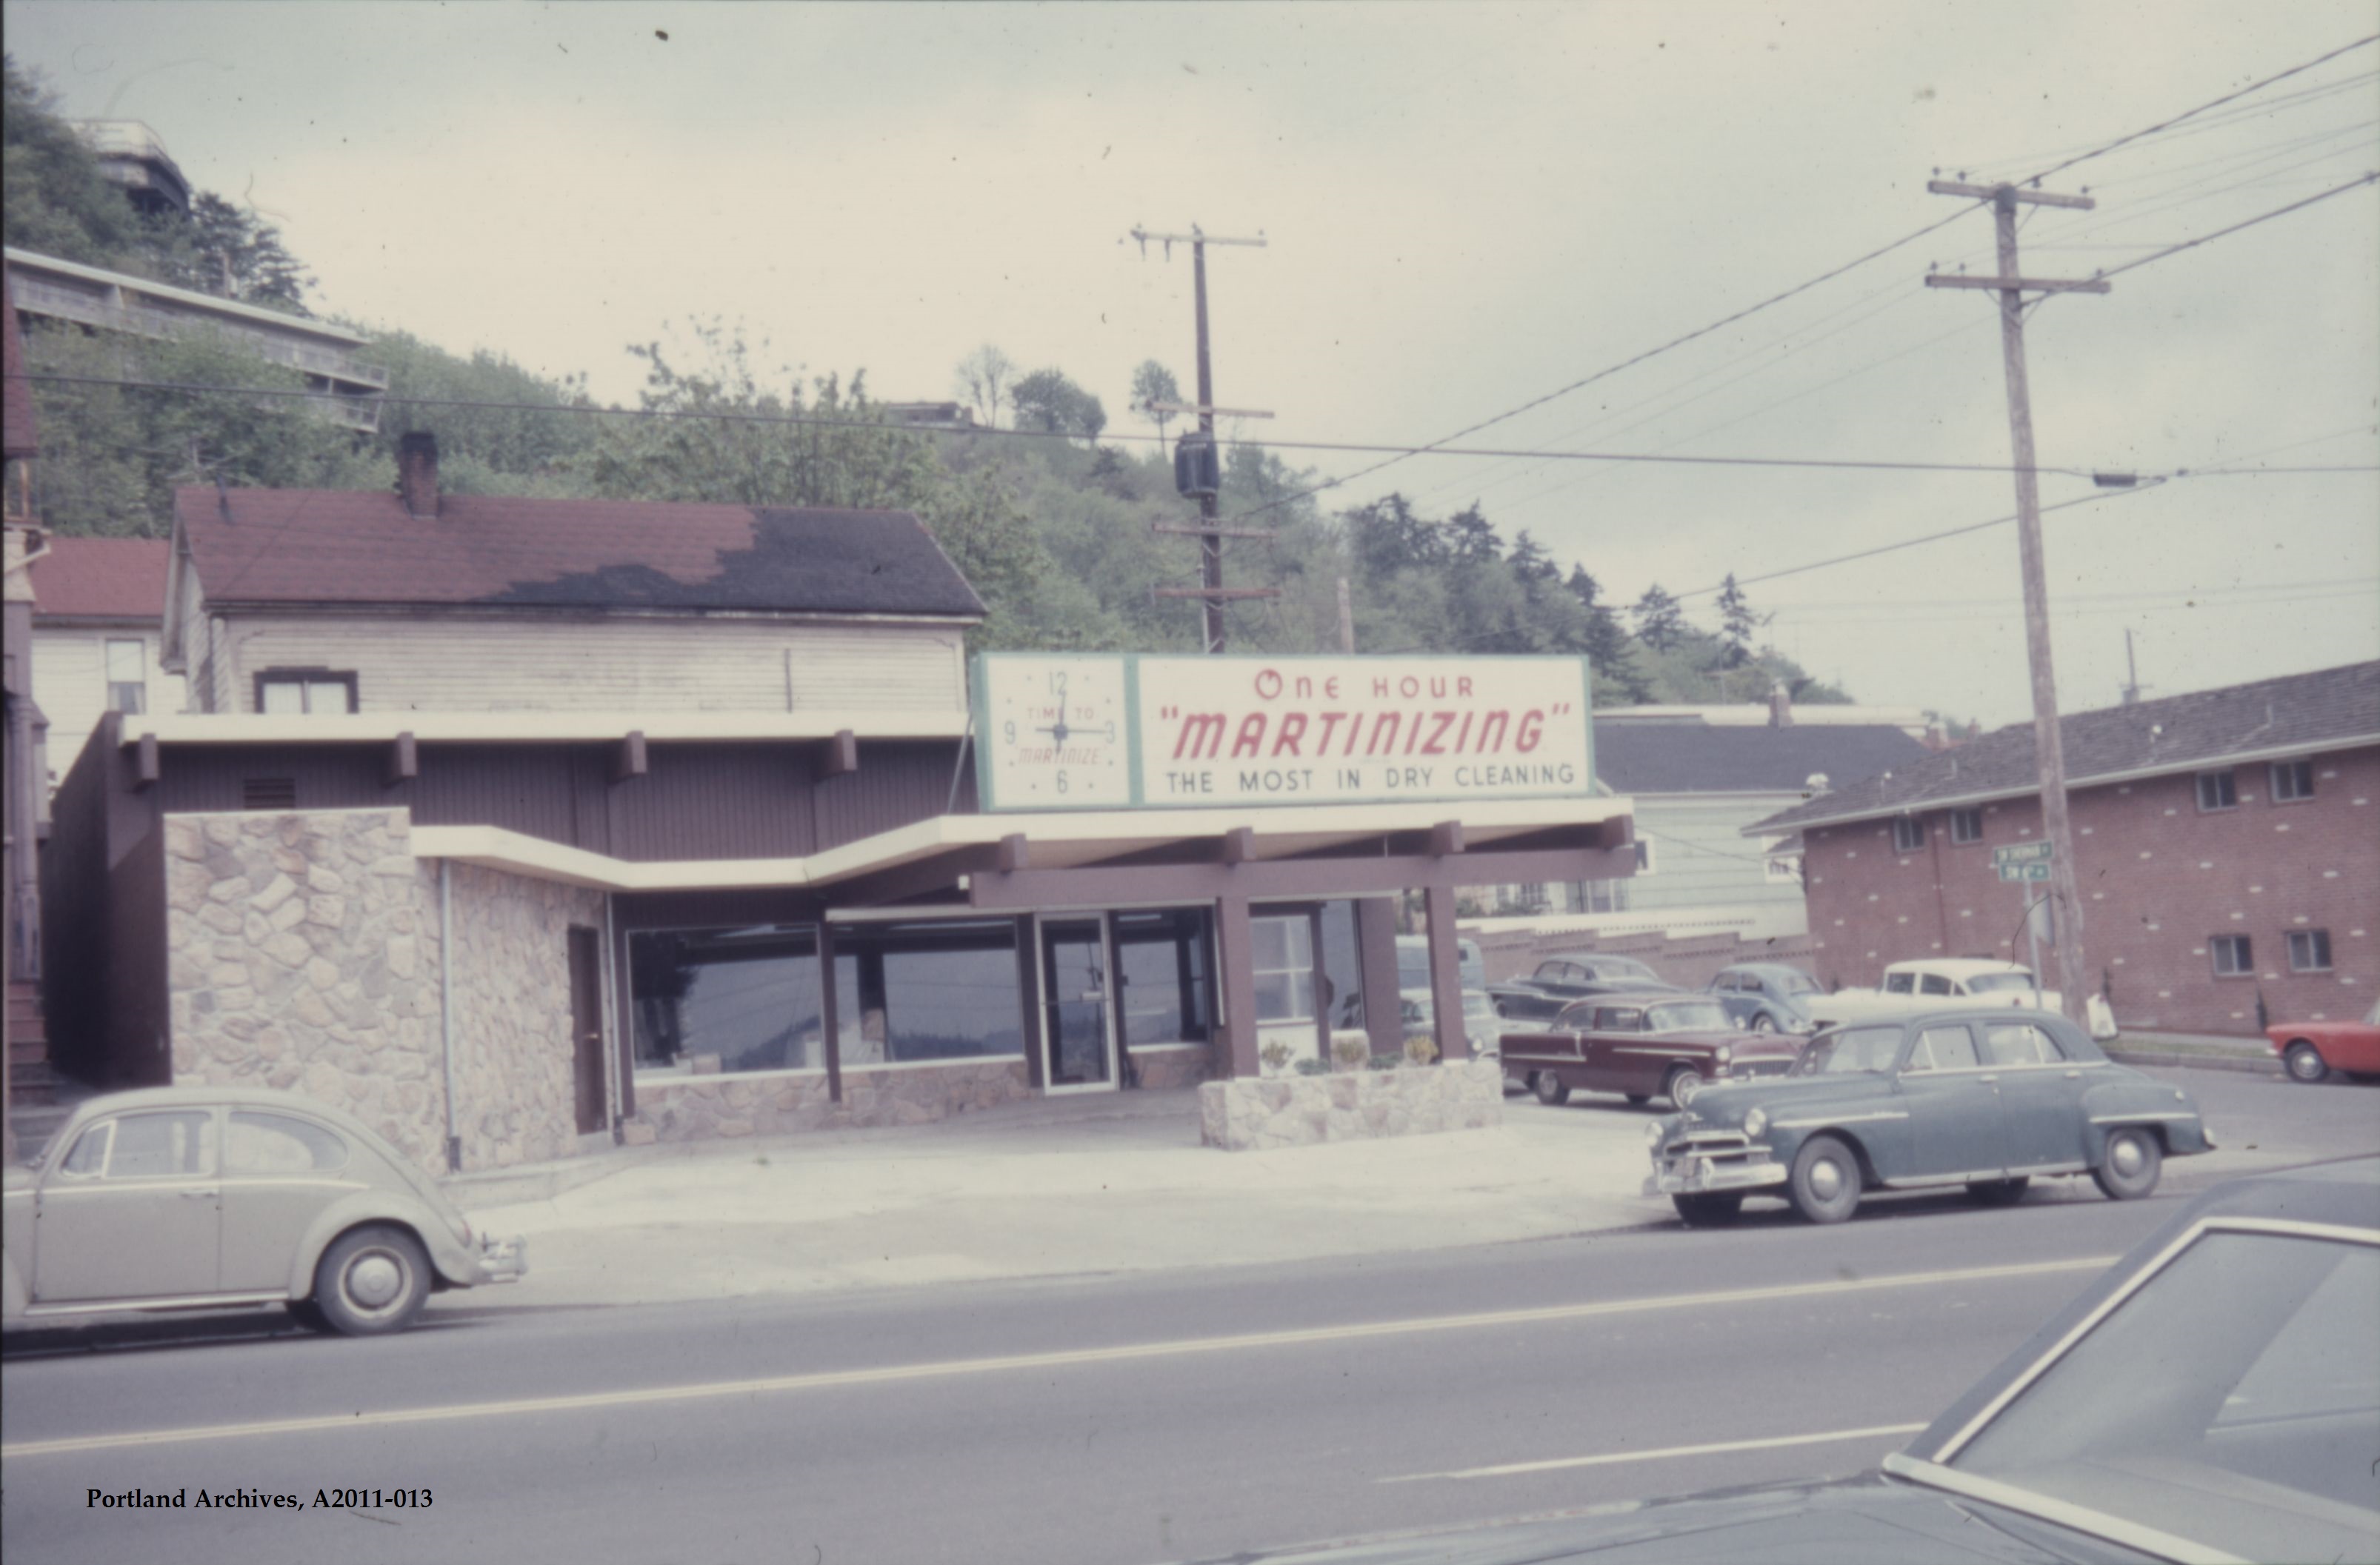 12
TIME TO
9
3
MARTINIZE
6
One HOUR
"MARTINIZING"
THE MOST IN DRY CLEANING
Portland Archives, A2011-013